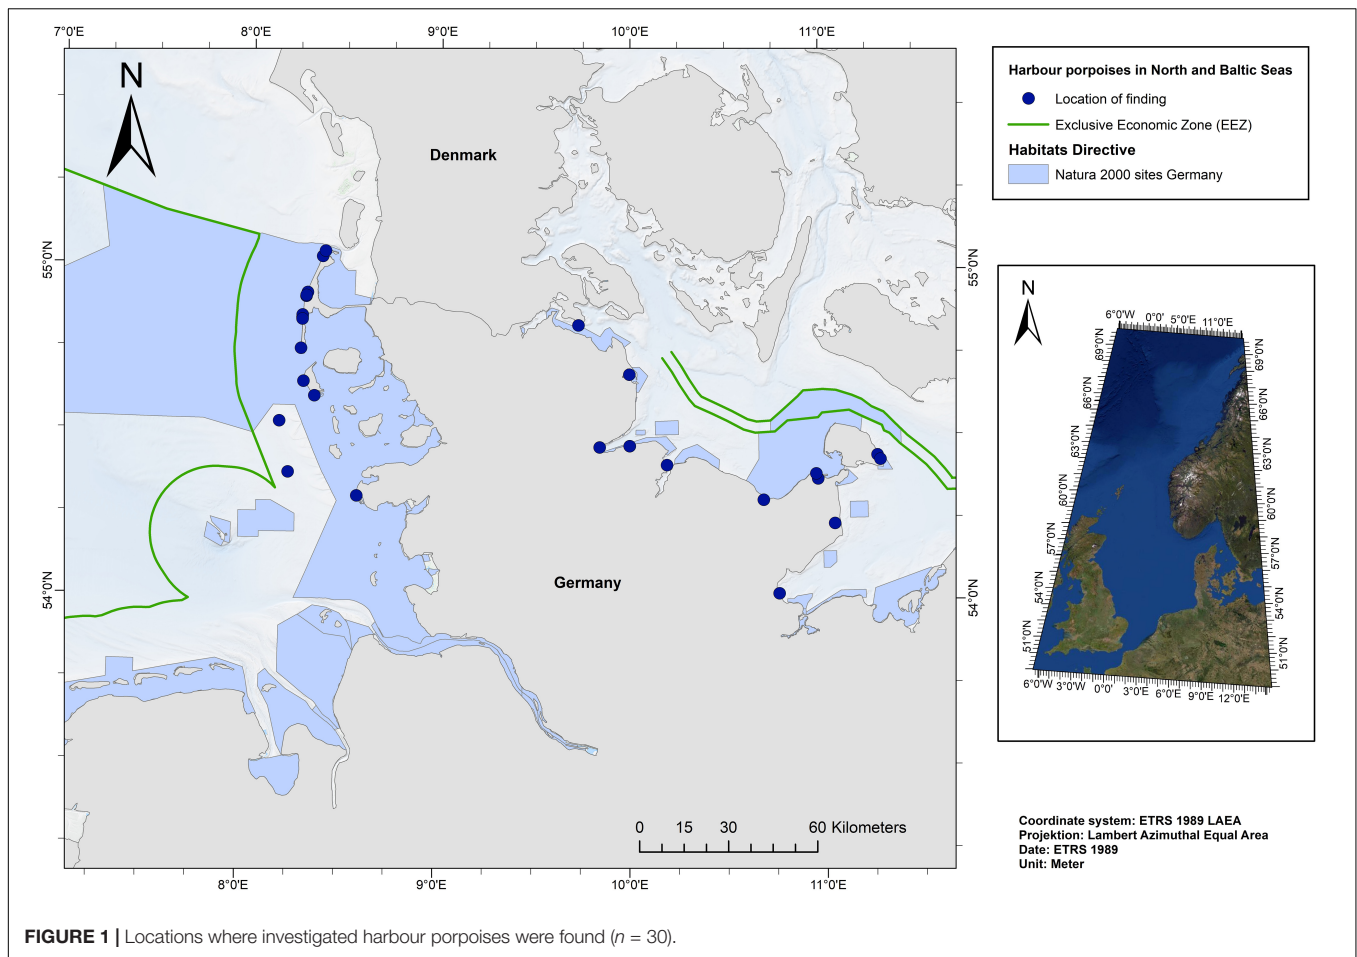 7°0'E
8°0'E
9°0'E
10°0'E
11°0'E
N
Denmark
Germany
55°0'N
54°0'N
55°0'N
54°0'N
0 15 30 60 Kilometers
8°0'E
9°0'E
10°0'E
11°0'E
Harbour porpoises in North and Baltic Seas
Location of finding
Exclusive Economic Zone (EEZ)
Habitats Directive
Natura 2000 sites Germany
N
6°0'W
0°0'
5°0'E
11°0'E
69°0'N
66°0'N
63°0'N
60°0'N
57°0'N
54°0'N
51°0'N
69°0'N
66°0'N
63°0'N
60°0'N
57°0'N
54°0'N
51°0'N
6°0'W
3°0'W
0°0'
3°0'E
6°0'E
9°0'E
12°0'E
Coordinate system: ETRS 1989 LAEA
Projektion: Lambert Azimuthal Equal Area
Date: ETRS 1989
Unit: Meter
FIGURE 1 | Locations where investigated harbour porpoises were found (n = 30).